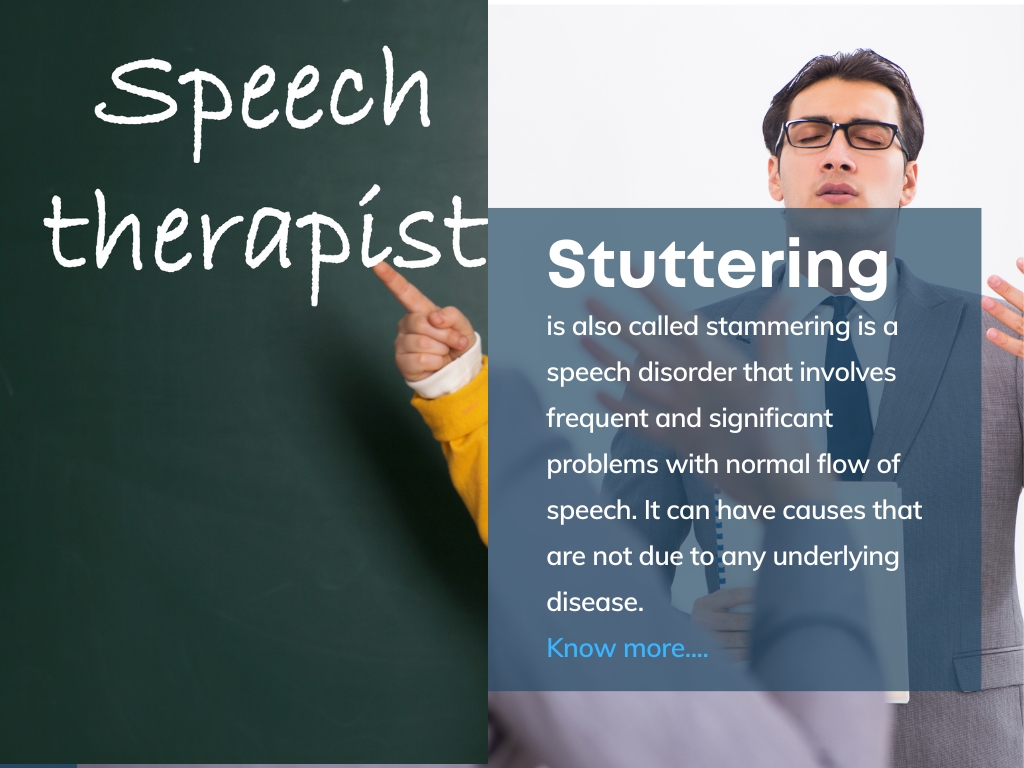 Speech
therapist
Stuttering
is also called stammering is a
speech disorder that involves
frequent and significant
problems with normal flow of
speech. It can have causes that
are not due to any underlying
disease.
Know more....